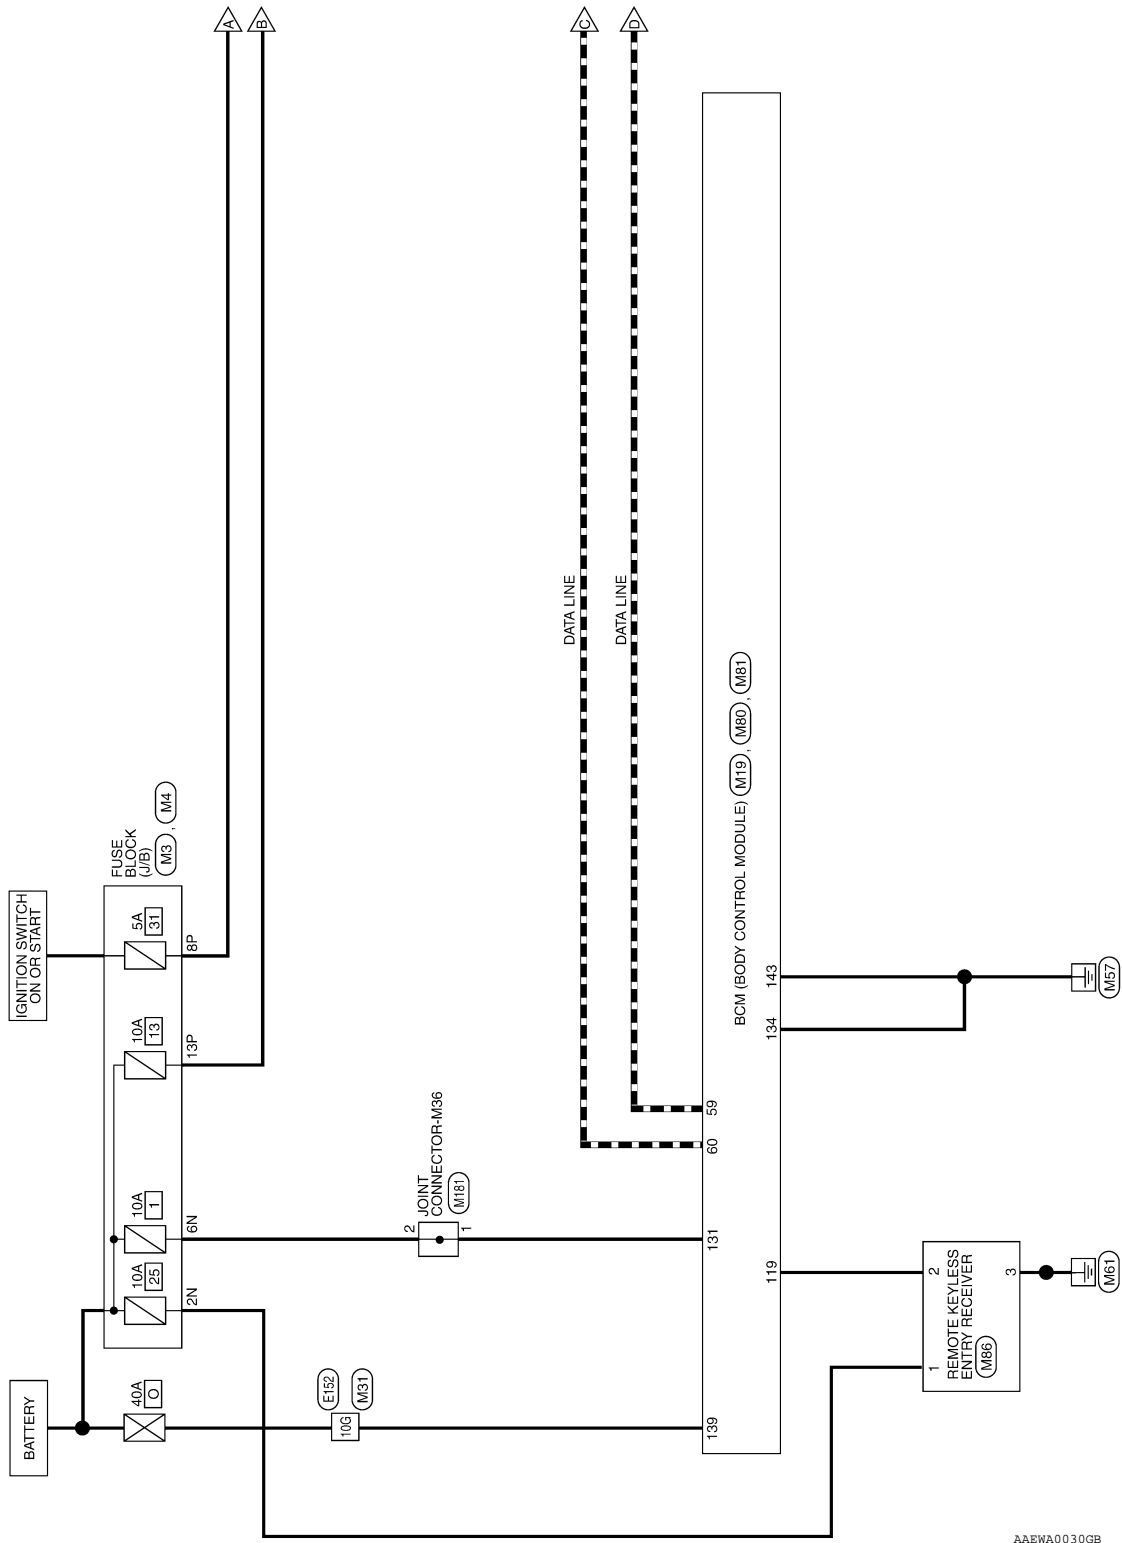 BATTERY
IGNITION SWITCH
ON OR START
40A
O
10A
25
10A
1
10A
13
5A
31
FUSE
BLOCK
(J/B)
M3 , M4
2N
6N
13P
8P
A
B
C
D
E152
10G
M31
2
JOINT
CONNECTOR-M36
1
M181
DATA LINE
DATA LINE
139
131
60
59
BCM (BODY CONTROL MODULE) M19 , M80 , M81
119
134
143
1
2
REMOTE KEYLESS
ENTRY RECEIVER
M86
3
M61
M57
AAEWA0030GB